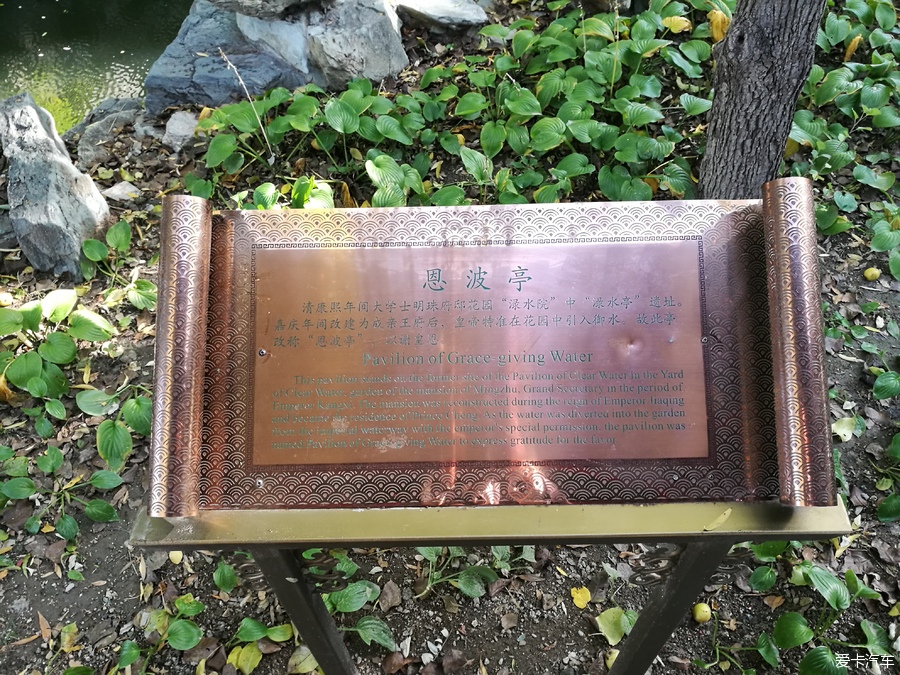 恩波亭
清康熙年间大学士明珠府邸花园“渌水院”中“渌水亭”遗址。
嘉庆年间改建为成亲王府后，皇帝特准在花园中引入御水。故此亭
改称“恩波亭”，以谢皇恩。
Pavilion of Grace-giving Water
The pavilion stands on the former site of the Pavilion of Clear Water in the Yard
of Clear Water, garden of the mansion of Mingzhu, Grand Secretary in the period of
Emperor Kangxi. The mansion was reconstructed during the reign of Emperor Jiaqing
and became the residence of Prince Cheng. As the water was diverted into the garden
from the imperial waterway with the emperor's special permission, the pavilion was
named Pavilion of Grace-giving Water to express gratitude for the favor.
爱卡汽车